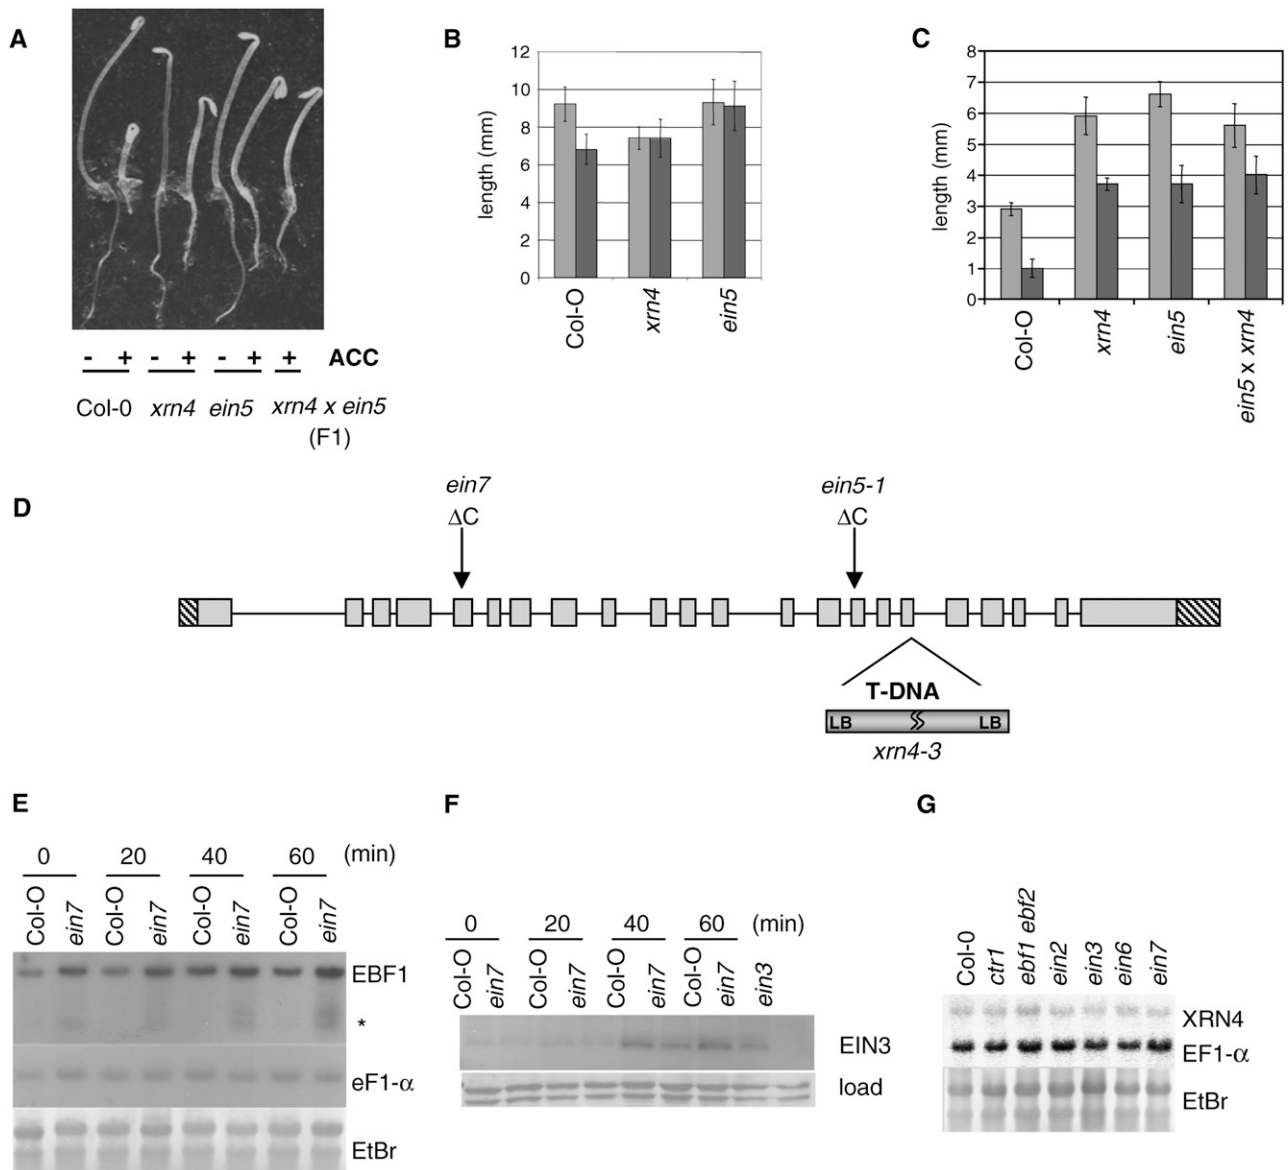 A
- + - + - + + ACC
Col-0 xrn4 ein5 xrn4 x ein5
(F1)
B
length (mm)
12
10
8
6
4
2
0
Col-O
xrn4
ein5
C
length (mm)
8
7
6
5
4
3
2
1
0
Col-O
xrn4
ein5
ein5 x xrn4
D
ein7
ΔC
ein5-1
ΔC
T-DNA
LB LB
xrn4-3
E
0 20 40 60 (min)
Col-O ein7 Col-O ein7 Col-O ein7 Col-O ein7
EBF1
*
eF1-α
EtBr
F
0 20 40 60 (min)
Col-O ein7 Col-O ein7 Col-O ein7 Col-O ein7 ein3
EIN3
load
G
Col-0 ctr1 ebf1 ebf2 ein2 ein3 ein6 ein7
XRN4
EF1-α
EtBr